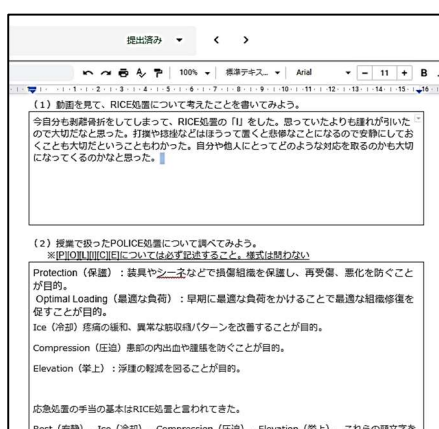 提出済み
100% 標準テキス... Arial - 11 + B
1 1 2 3 4 5 6 7 8 9 10 11 12 13 14 15 16
(1) 動画を見て、RICE処置について考えたことを書いてみよう。
今自分も剥離骨折をしてしまって、RICE処置の「I」をした。思っていたよりも腫れが引いた
ので大切だなと思った。打撲や捻挫などはほうって置くと悲惨なことになるので安静にしてお
くことも大切だということもわかった。自分や他人にとってどのような対応を取るのかも大切
になってくるのかなと思った。
(2) 授業で扱ったPOLICE処置について調べてみよう。
※[P][O][L][I][C][E]については必ず記述すること。様式は問わない
Protection(保護):装具やシーネなどで損傷組織を保護し、再受傷、悪化を防ぐこと
が目的。
Optimal Loading(最適な負荷):早期に最適な負荷をかけることで最適な組織修復を
促すことが目的。
Ice(冷却)疼痛の緩和、異常な筋収縮パターンを改善することが目的。
Compression(圧迫)患部の内出血や腫脹を防ぐことが目的。
Elevation(挙上):浮腫の軽減を図ることが目的。
応急処置の手当の基本はRICE処置と言われてきた。
Rest(安静)、Ice(冷却)、Compression(圧迫)、Elevation(挙上)、これらの頭文字を